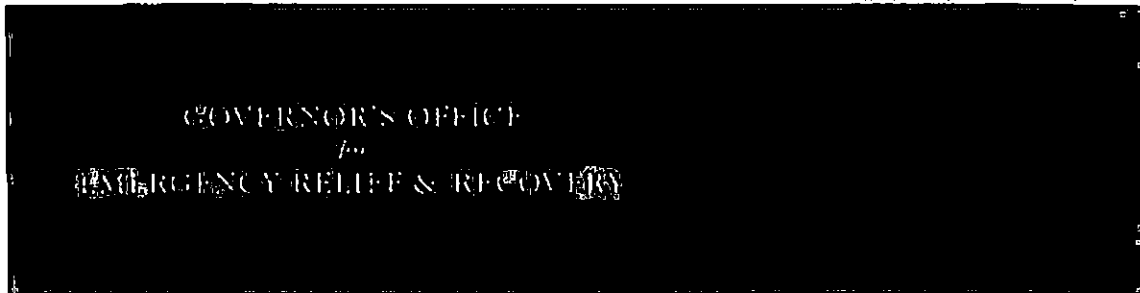 GOVERNOR'S OFFICE
for
EMERGENCY RELIEF & RECOVERY